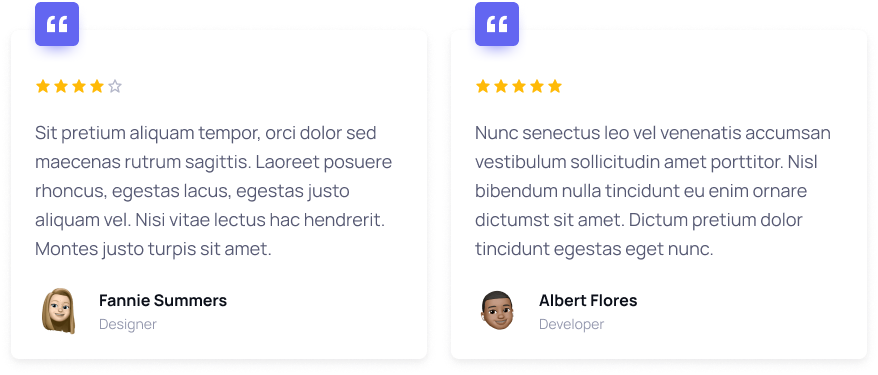 Sit pretium aliquam tempor, orci dolor sed
maecenas rutrum sagittis. Laoreet posuere
rhoncus, egestas lacus, egestas justo
aliquam vel. Nisi vitae lectus hac hendrerit.
Montes justo turpis sit amet.
Fannie Summers
Designer
Nunc senectus leo vel venenatis accumsan
vestibulum sollicitudin amet porttitor. Nisl
bibendum nulla tincidunt eu enim ornare
dictumst sit amet. Dictum pretium dolor
tincidunt egestas eget nunc.
Albert Flores
Developer